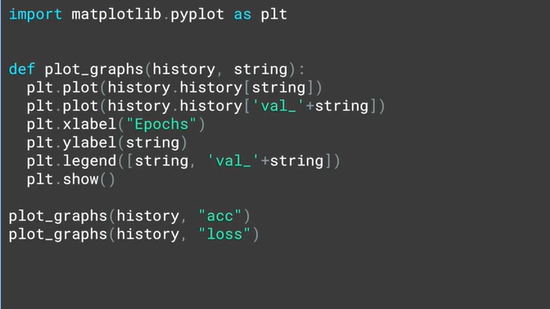 import matplotlib.pyplot as plt
def plot_graphs(history, string):
  plt.plot(history.history[string])
  plt.plot(history.history['val_'+string])
  plt.xlabel("Epochs")
  plt.ylabel(string)
  plt.legend([string, 'val_'+string])
  plt.show()
plot_graphs(history, "acc")
plot_graphs(history, "loss")